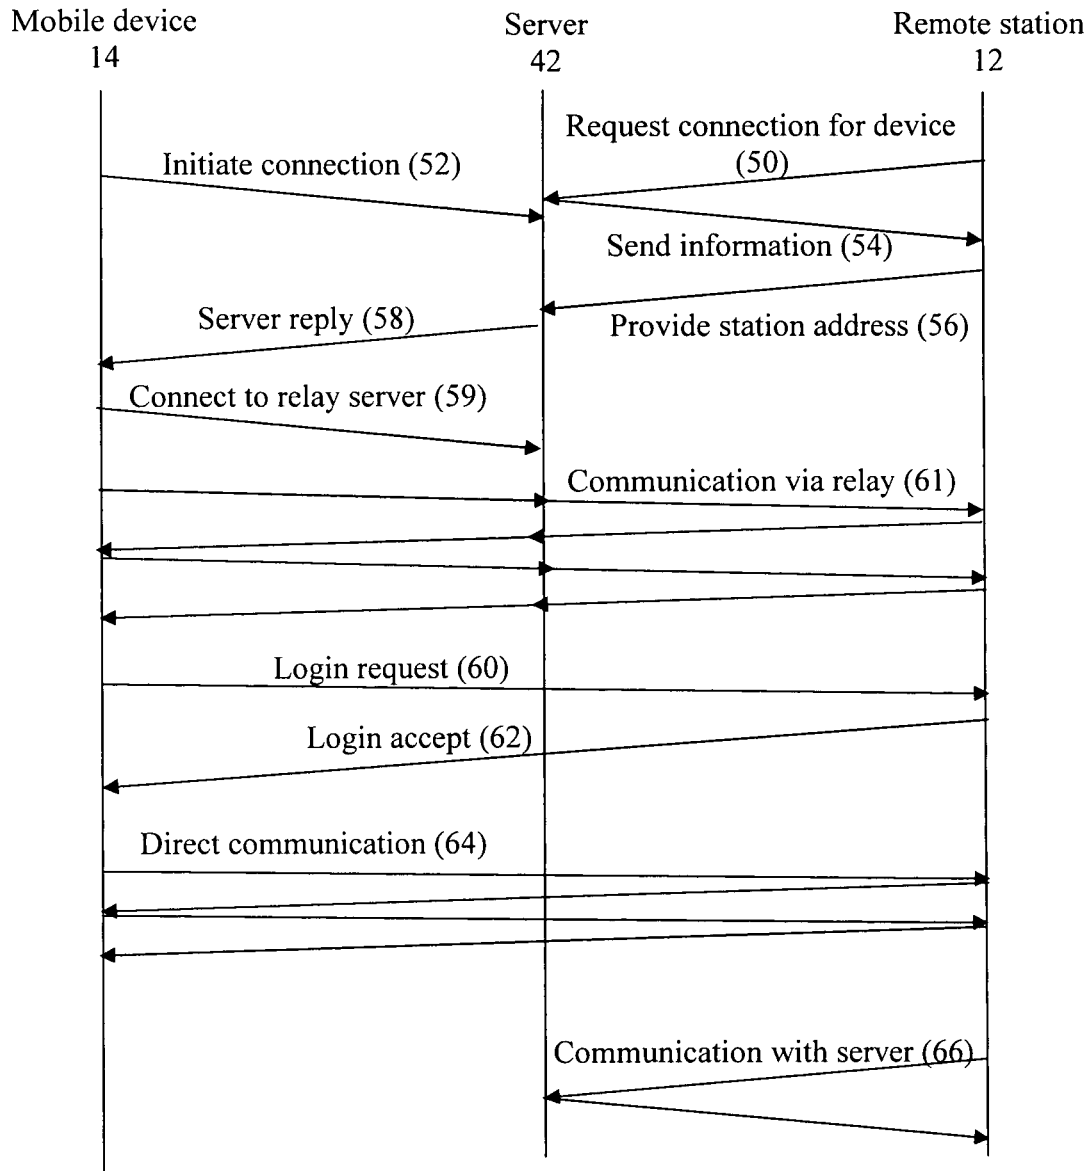 Mobile device
14
Server
42
Remote station
12
Request connection for device
(50)
Initiate connection (52)
Send information (54)
Server reply (58)
Provide station address (56)
Connect to relay server (59)
Communication via relay (61)
Login request (60)
Login accept (62)
Direct communication (64)
Communication with server (66)